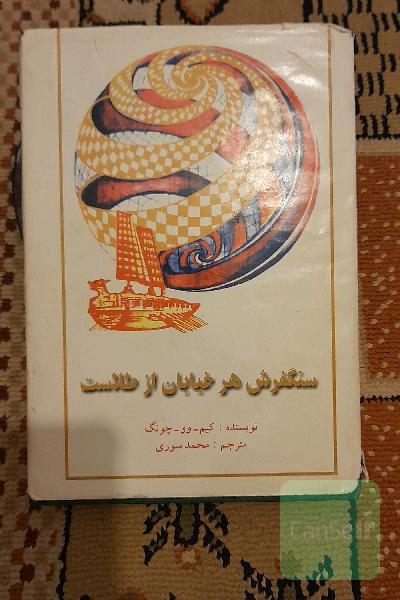 سنگفرش هر خیابان از طلاست
نویسنده : کیم-وو-چونگ
مترجم : محمد سوری